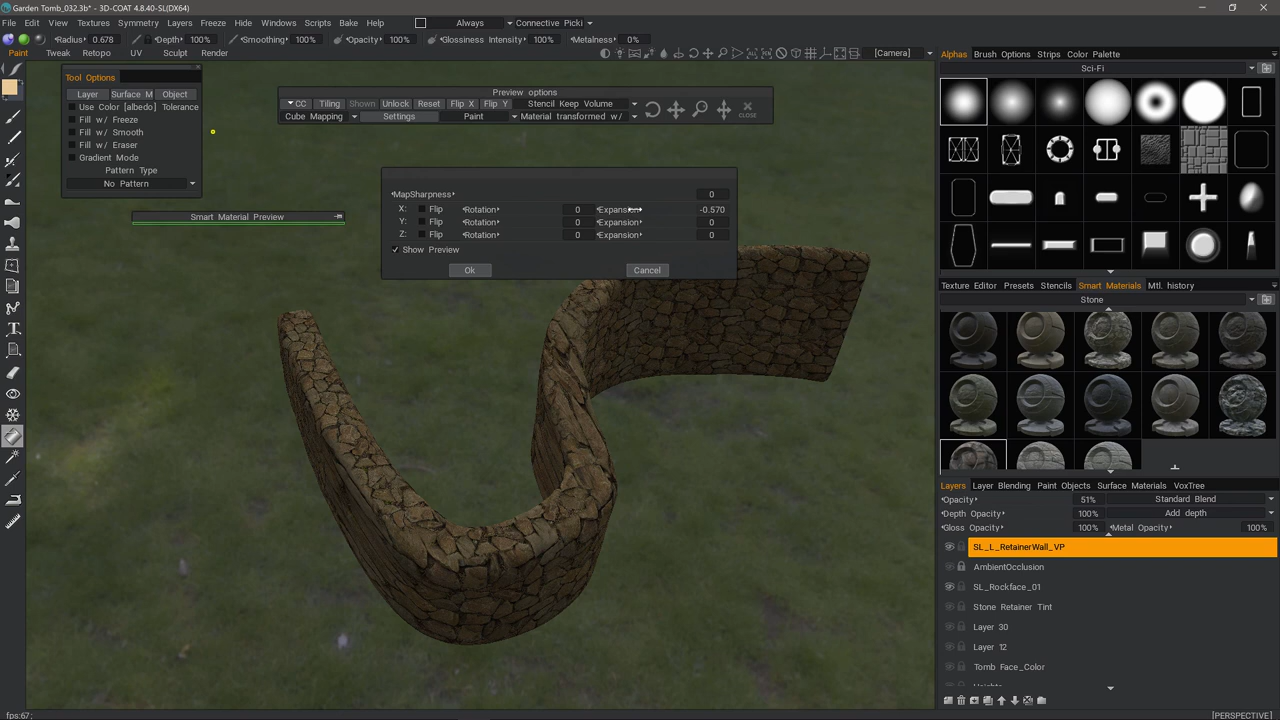 Garden Tomb_032.3b* - 3D-COAT 4.8.40-SL(DX64)
File Edit View Textures Layers Freeze Hide Windows Scripts Bake Help Always Connective Picki
Radius 0.678 Depth 100% Smoothing 100% Opacity 100% Glossiness Intensity 100% Metalness 0%
Paint Tweak Retopo UV Sculpt Render [Camera]
Tool Options
Layer Surface M Object
Use Color [albedo] Tolerance
Fill w/ Freeze
Fill w/ Smooth
Fill w/ Eraser
Gradient Mode
Pattern Type
No Pattern
Smart Material Preview
Preview options
CC Tiling Shown Unlock Reset Flip X Flip Y Stencil Keep Volume
Cube Mapping Settings Paint Material transformed w/
CLOSE
MapSharpness 0
X: Flip Rotation 0 Expansion -0.570
Y: Flip Rotation 0 Expansion 0
Z: Flip Rotation 0 Expansion 0
Show Preview
Ok Cancel
Alphas Brush Options Strips Color Palette
Sci-Fi
Texture Editor Presets Stencils Smart Materials Mtl. history
Stone
Layers Layer Blending Paint Objects Surface Materials VoxTree
Opacity 51% Standard Blend
Depth Opacity 100% Add depth
Gloss Opacity 100% Metal Opacity 100%
SL_L_RetainerWall_VP
AmbientOcclusion
SL_Rockface_01
Stone Retainer Tint
Layer 30
Layer 12
Tomb Face_Color
fps:67; [PERSPECTIVE]